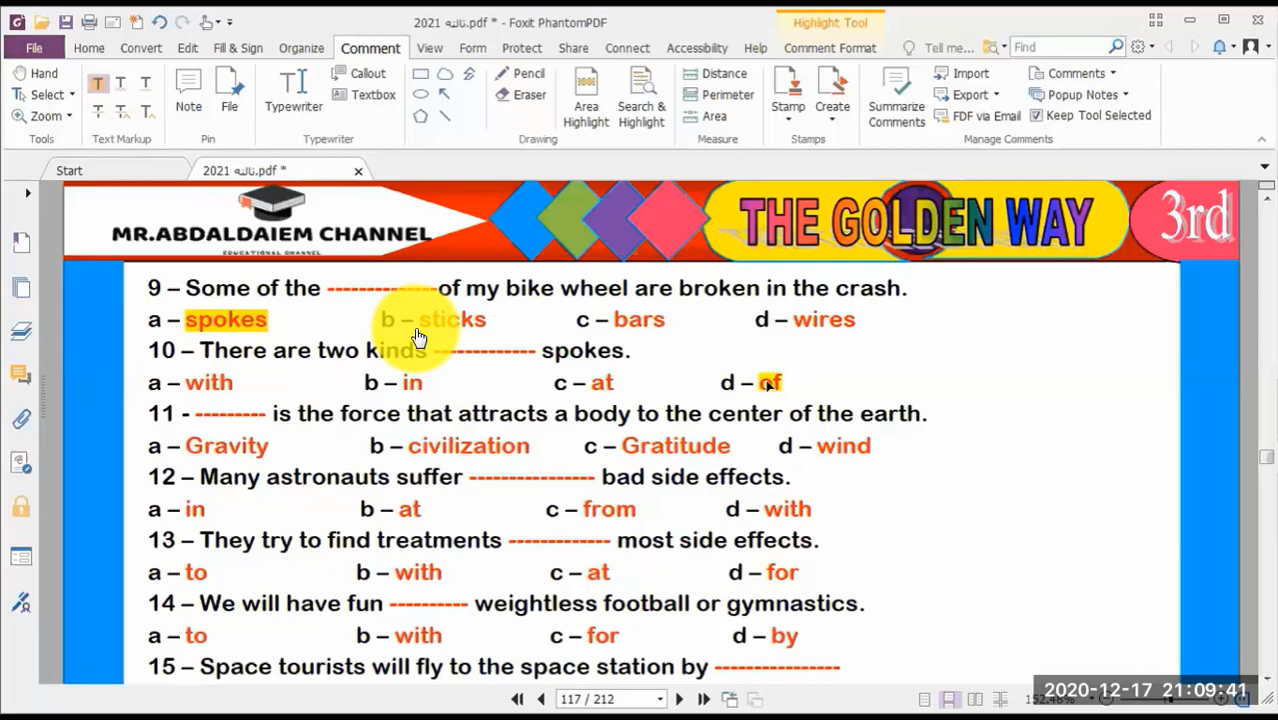 2021 ثالثة.pdf * - Foxit PhantomPDF
Highlight Tool
File Home Convert Edit Fill & Sign Organize Comment View Form Protect Share Connect Accessibility Help Comment Format Tell me... Find
Hand Callout Pencil Distance Import Comments
Select Textbox Eraser Perimeter Export Popup Notes
Zoom Note File Typewriter Area Highlight Search & Highlight Area Stamp Create Summarize Comments PDF via Email Keep Tool Selected
Tools Text Markup Pin Typewriter Drawing Measure Stamps Manage Comments
Start 2021 ثالثة.pdf *
MR.ABDALDAIEM CHANNEL
EDUCATIONAL CHANNEL
THE GOLDEN WAY
3rd
9 – Some of the -------------- of my bike wheel are broken in the crash.
a – spokes b – sticks c – bars d – wires
10 – There are two kinds ------------- spokes.
a – with b – in c – at d – of
11 - --------- is the force that attracts a body to the center of the earth.
a – Gravity b – civilization c – Gratitude d – wind
12 – Many astronauts suffer ---------------- bad side effects.
a – in b – at c – from d – with
13 – They try to find treatments ------------- most side effects.
a – to b – with c – at d – for
14 – We will have fun ---------- weightless football or gymnastics.
a – to b – with c – for d – by
15 – Space tourists will fly to the space station by ----------------
117 / 212
152.48%
2020-12-17 21:09:41